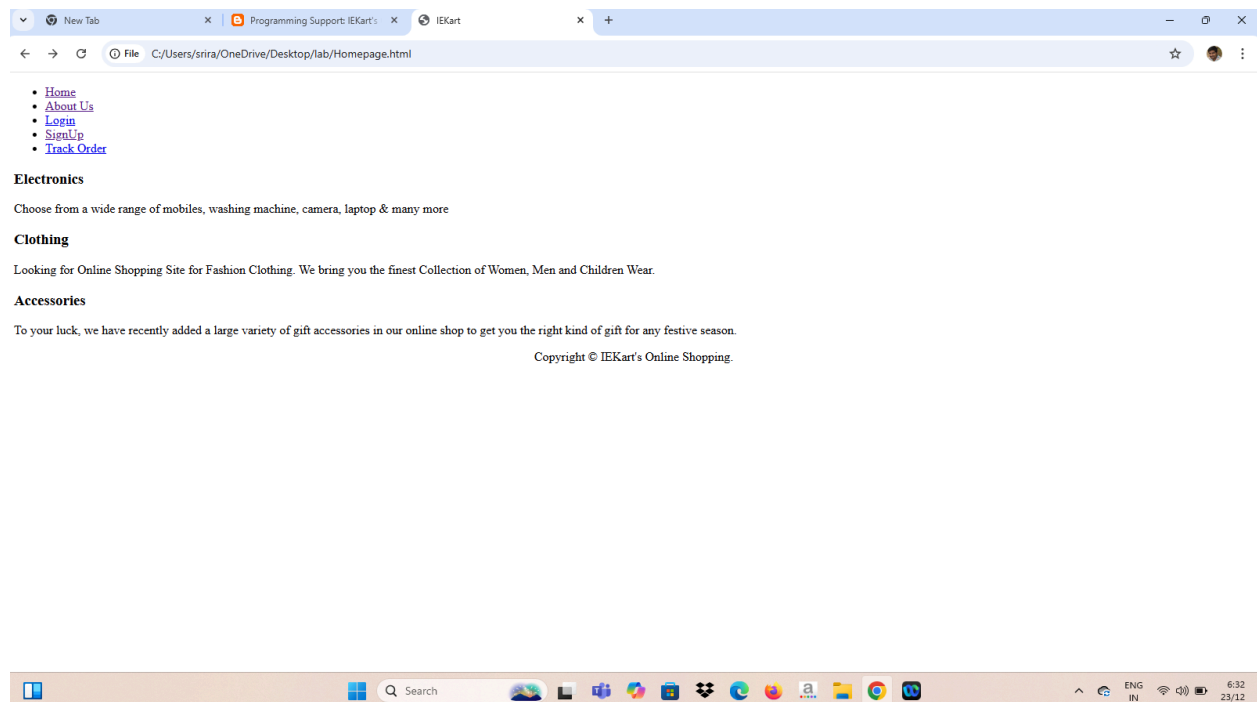 New Tab
Programming Support: IEKart's
IEKart
File C:/Users/srira/OneDrive/Desktop/lab/Homepage.html
Home
About Us
Login
SignUp
Track Order
Electronics
Choose from a wide range of mobiles, washing machine, camera, laptop & many more
Clothing
Looking for Online Shopping Site for Fashion Clothing. We bring you the finest Collection of Women, Men and Children Wear.
Accessories
To your luck, we have recently added a large variety of gift accessories in our online shop to get you the right kind of gift for any festive season.
Copyright © IEKart's Online Shopping.
Search
a
ENG
IN
6:32
23/12